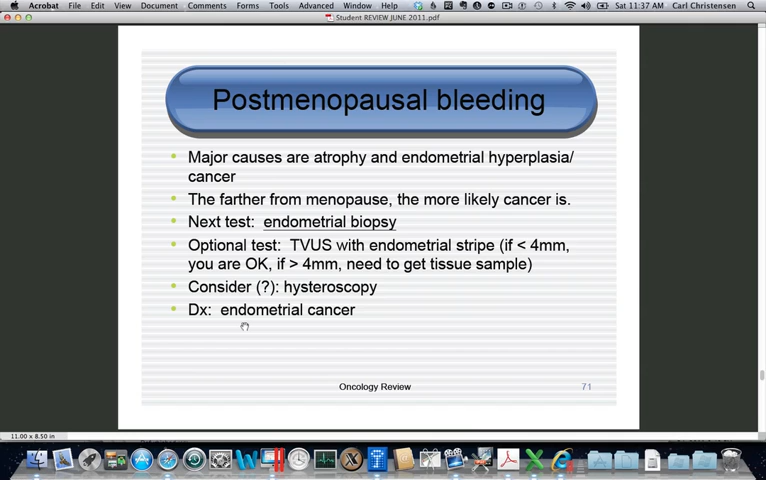 Acrobat File Edit View Document Comments Forms Tools Advanced Window Help Sat 11:37 AM Carl Christensen
Student REVIEW JUNE 2011.pdf
Postmenopausal bleeding
Major causes are atrophy and endometrial hyperplasia/
cancer
The farther from menopause, the more likely cancer is.
Next test: endometrial biopsy
Optional test: TVUS with endometrial stripe (if < 4mm,
you are OK, if > 4mm, need to get tissue sample)
Consider (?): hysteroscopy
Dx: endometrial cancer
Oncology Review
71
11.00 x 8.50 in